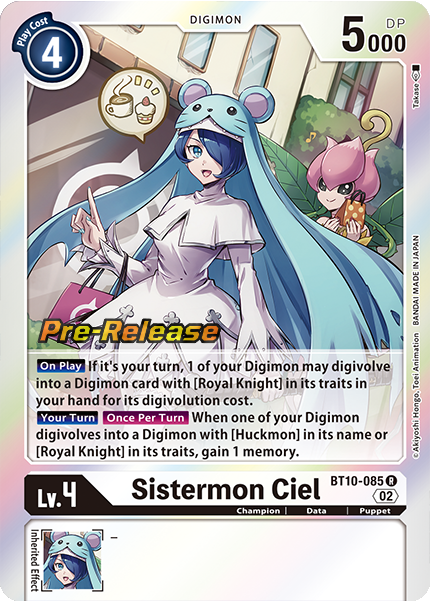 Play Cost
4
DIGIMON
DP
5000
Takase
Pre-Release
On Play If it's your turn, 1 of your Digimon may digivolve
into a Digimon card with [Royal Knight] in its traits in
your hand for its digivolution cost.
Your Turn Once Per Turn When one of your Digimon
digivolves into a Digimon with [Huckmon] in its name or
[Royal Knight] in its traits, gain 1 memory.
©Akiyoshi Hongo, Toei Animation BANDAI MADE IN JAPAN
Lv.4
Sistermon Ciel
BT10-085 R
02
Champion | Data | Puppet
Inherited Effect
–